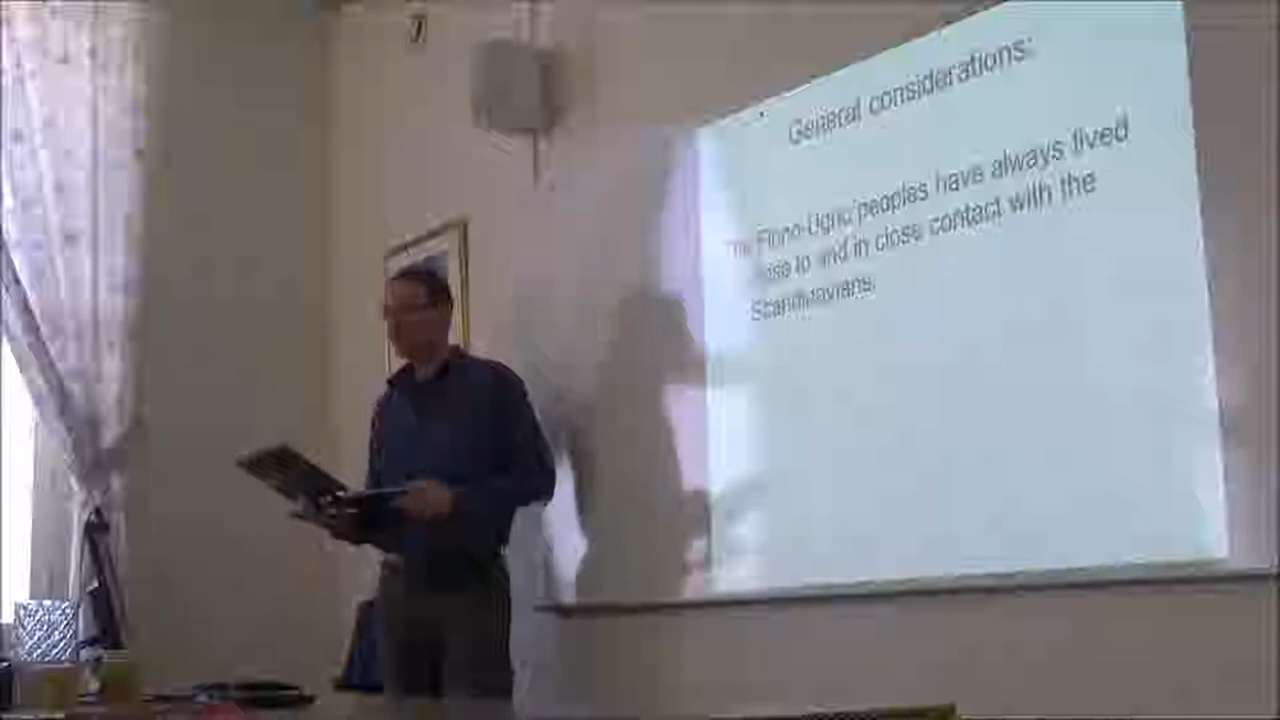 General considerations:
The Finno-Ugric peoples have always lived
close to and in close contact with the
Scandinavians.